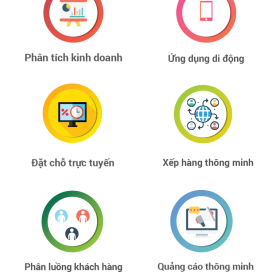 Phân tích kinh doanh
Ứng dụng di động
Đặt chỗ trực tuyến
Xếp hàng thông minh
Phân luồng khách hàng
Quảng cáo thông minh